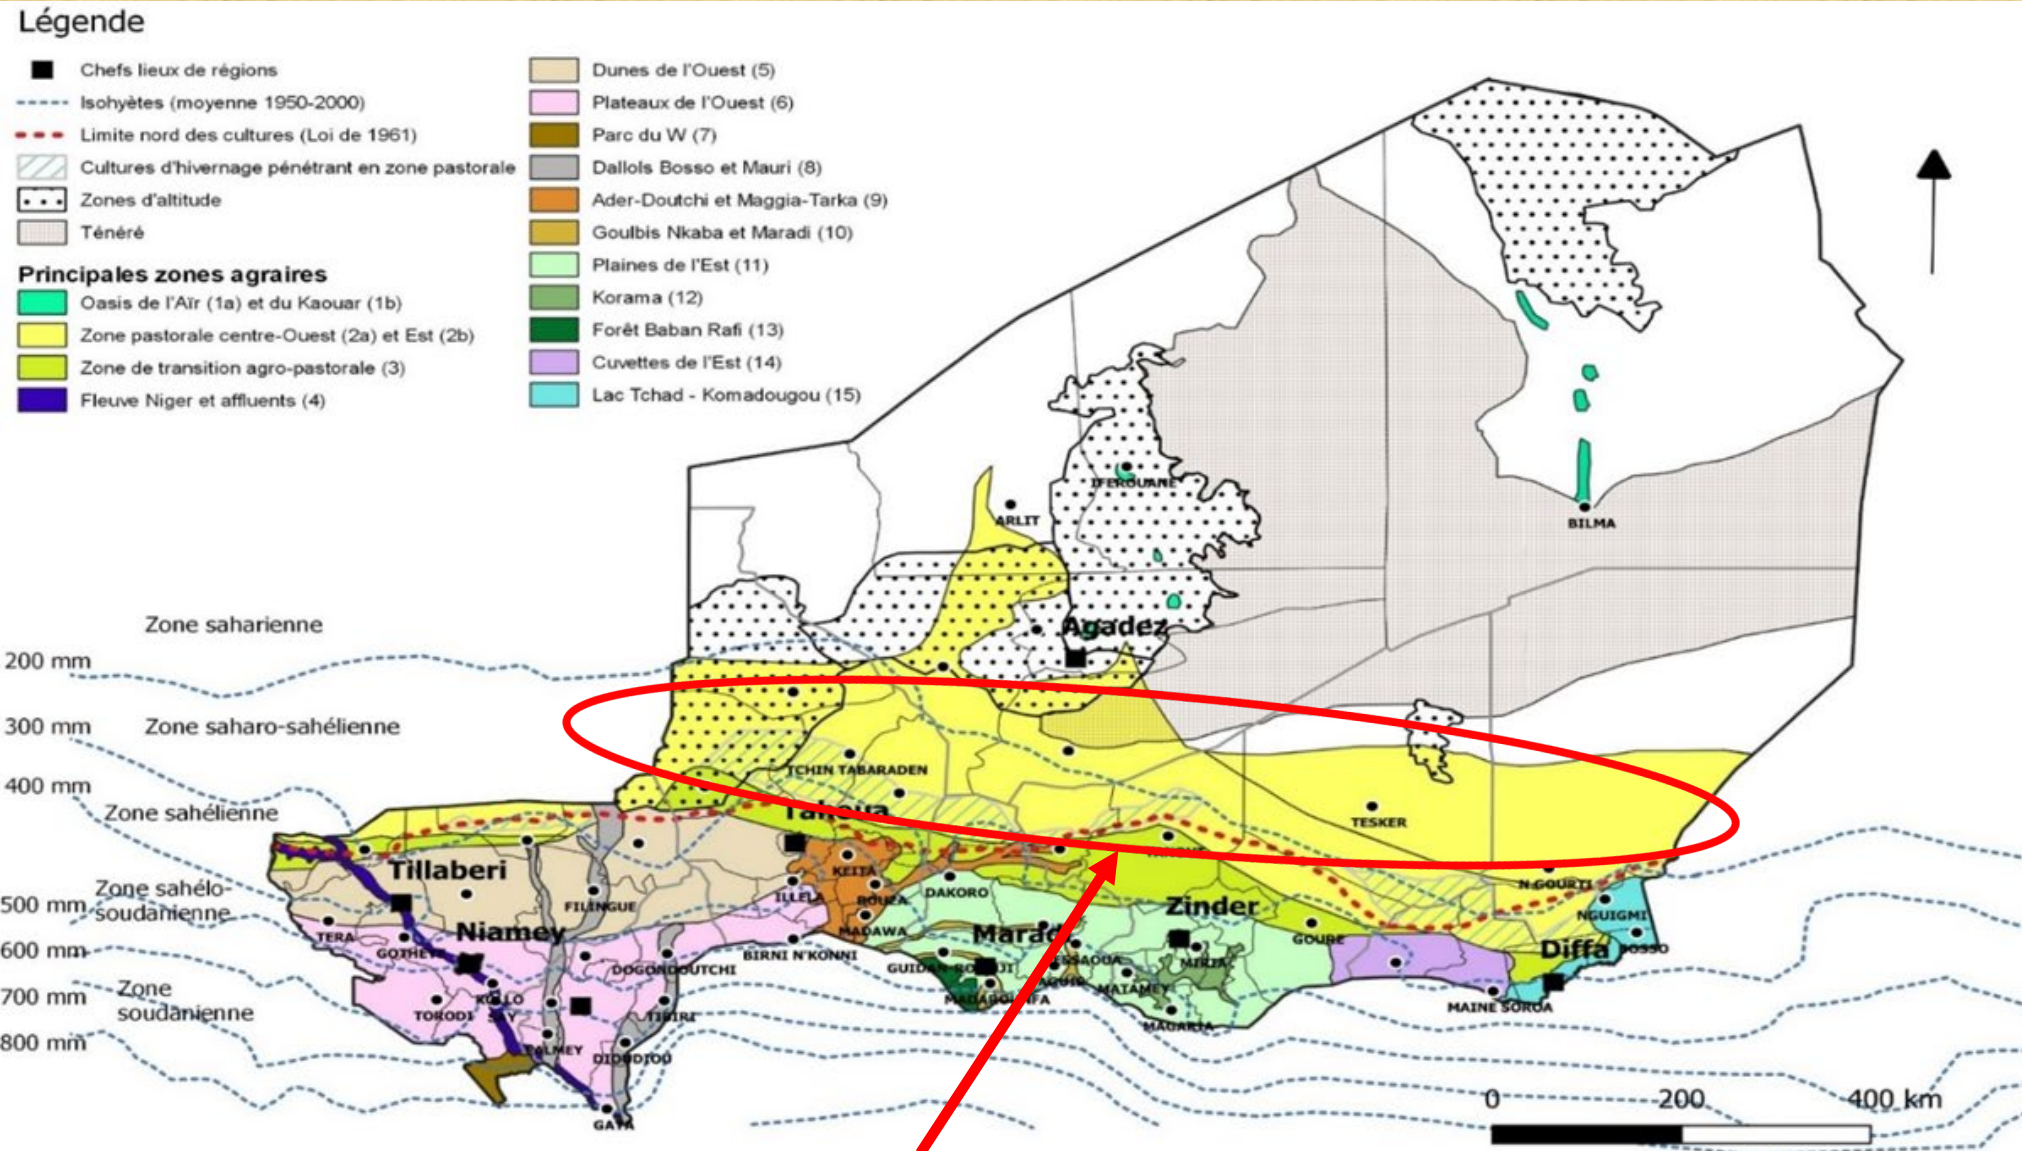 Légende
Chefs lieux de régions
Isohyètes (moyenne 1950-2000)
Limite nord des cultures (Loi de 1961)
Cultures d'hivernage pénétrant en zone pastorale
Zones d'altitude
Ténéré
Principales zones agraires
Oasis de l'Aïr (1a) et du Kaouar (1b)
Zone pastorale centre-Ouest (2a) et Est (2b)
Zone de transition agro-pastorale (3)
Fleuve Niger et affluents (4)
Dunes de l'Ouest (5)
Plateaux de l'Ouest (6)
Parc du W (7)
Dallols Bosso et Mauri (8)
Ader-Doutchi et Maggia-Tarka (9)
Goulbis Nkaba et Maradi (10)
Plaines de l'Est (11)
Korama (12)
Forêt Baban Rafi (13)
Cuvettes de l'Est (14)
Lac Tchad - Komadougou (15)
IFEROUANE
ARLIT
BILMA
Agadez
Zone saharienne
200 mm
300 mm
Zone saharo-sahélienne
TCHIN TABARADEN
400 mm
Zone sahélienne
Tahoua
TESKER
Tillaberi
KEITA
DAKORO
N.GOURTI
Zone sahélo-
soudanienne
500 mm
FILINGUE
ILLELA
BOUZA
Zinder
NGUIGMI
TERA
Niamey
MADAWA
Maradi
GOURE
Diffa
BOSSO
600 mm
GOTHEYE
BIRNI N'KONNI
DOGONDOUTCHI
MIRIA
Zone
soudanienne
700 mm
KOLLO
MATAMEY
TORODI
SAY
TIBIRI
MAGARIA
MAINE SOROA
800 mm
DIOUNDIOU
GAYA
0 200 400 km